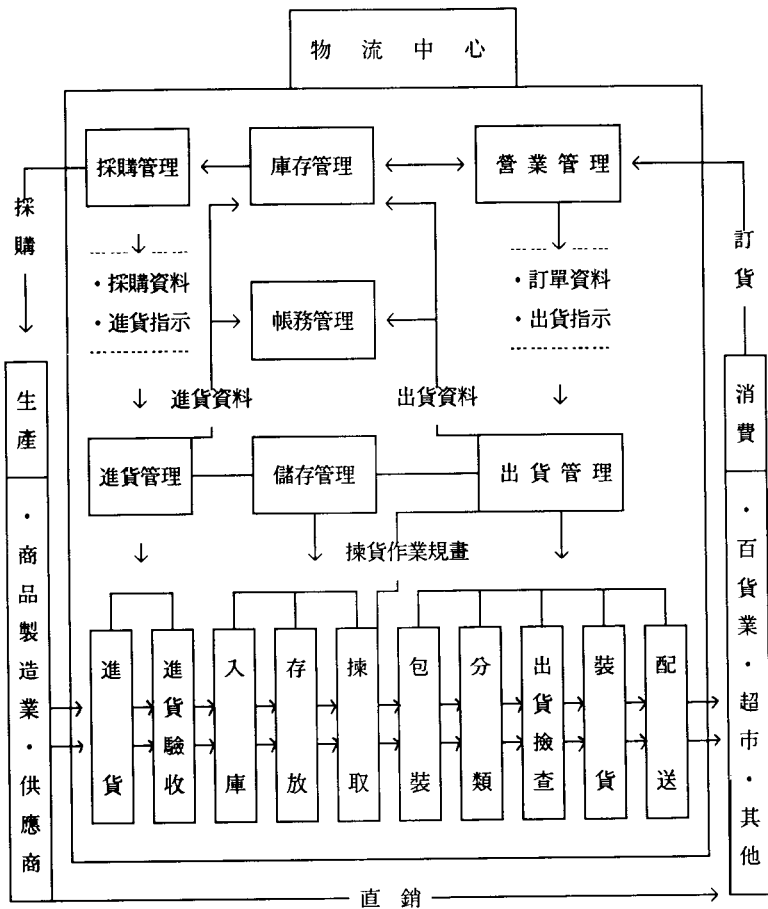 物流中心
採購管理
庫存管理
營業管理
採購
訂貨
・採購資料
・進貨指示
帳務管理
・訂單資料
・出貨指示
進貨資料
出貨資料
生產
消費
進貨管理
儲存管理
出貨管理
揀貨作業規畫
・商品製造業・供應商
・百貨業・超市・其他
進貨
進貨驗收
入庫
存放
揀取
包裝
分類
出貨撿查
裝貨
配送
直銷